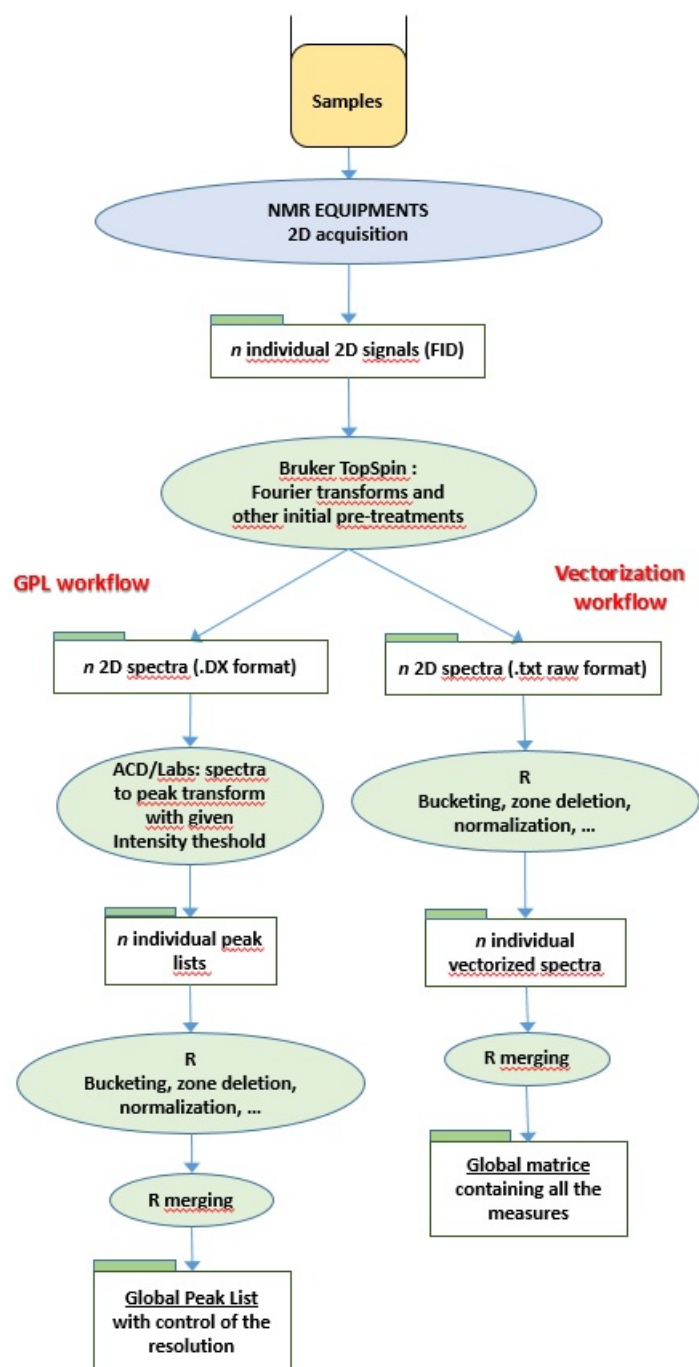 Samples
NMR EQUIPMENTS
2D acquisition
n individual 2D signals (FID)
Bruker TopSpin :
Fourier transforms and
other initial pre-treatments
GPL workflow
n 2D spectra (.DX format)
ACD/Labs: spectra
to peak transform
with given
Intensity theshold
n individual peak
lists
R
Bucketing, zone deletion,
normalization, ...
R merging
Global Peak List
with control of the
resolution
Vectorization
workflow
n 2D spectra (.txt raw format)
R
Bucketing, zone deletion,
normalization, ...
n individual
vectorized spectra
R merging
Global matrice
containing all the
measures